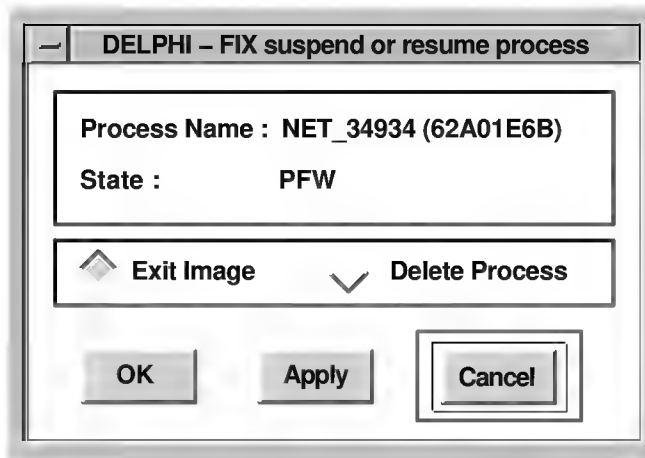 DELPHI – FIX suspend or resume process
Process Name : NET_34934 (62A01E6B)
State : PFW
Exit Image Delete Process
OK Apply Cancel